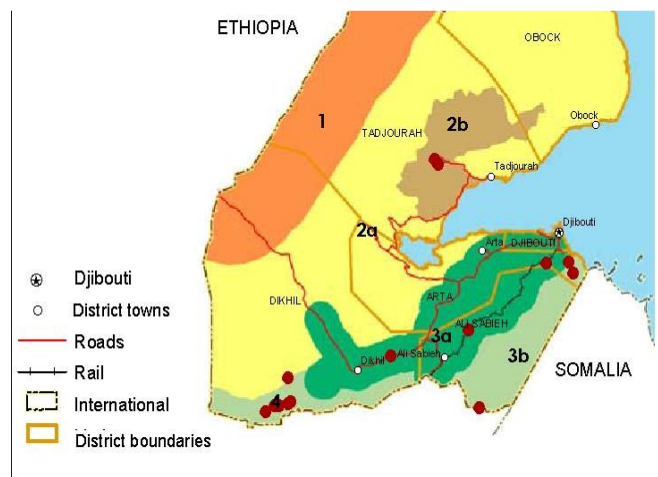 ETHIOPIA
OBOCK
1
2b
TADJOURAH
Obock
Tadjourah
2a
Djibouti
Arta
DJIBOUTI
DIKHIL
ARTA
ALI SABIEH
3a
Ali Sabieh
3b
SOMALIA
4
Djibouti
District towns
Roads
Rail
International
District boundaries